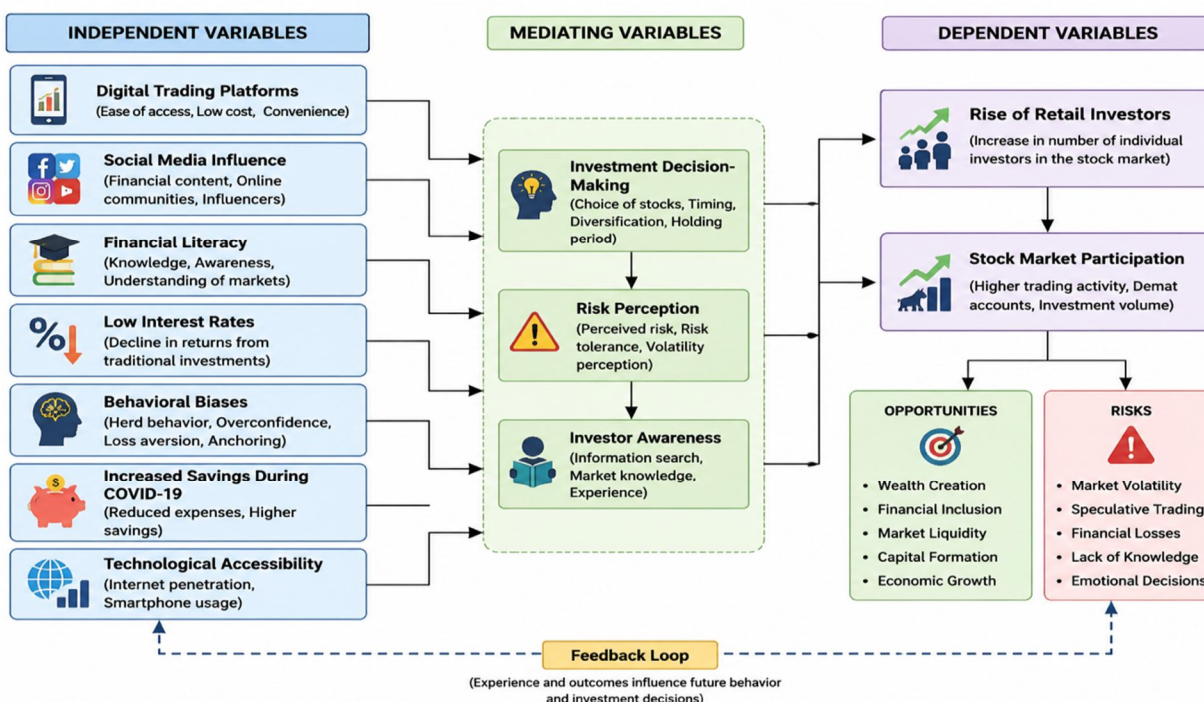 INDEPENDENT VARIABLES
Digital Trading Platforms
(Ease of access, Low cost, Convenience)
Social Media Influence
(Financial content, Online
communities, Influencers)
Financial Literacy
(Knowledge, Awareness,
Understanding of markets)
%
Low Interest Rates
(Decline in returns from
traditional investments)
Behavioral Biases
(Herd behavior, Overconfidence,
Loss aversion, Anchoring)
$
Increased Savings During
COVID-19
(Reduced expenses, Higher
savings)
Technological Accessibility
(Internet penetration,
Smartphone usage)
MEDIATING VARIABLES
Investment Decision-
Making
(Choice of stocks, Timing,
Diversification, Holding
period)
Risk Perception
(Perceived risk, Risk
tolerance, Volatility
perception)
Investor Awareness
(Information search,
Market knowledge,
Experience)
DEPENDENT VARIABLES
Rise of Retail Investors
(Increase in number of individual
investors in the stock market)
Stock Market Participation
(Higher trading activity, Demat
accounts, Investment volume)
OPPORTUNITIES
• Wealth Creation
• Financial Inclusion
• Market Liquidity
• Capital Formation
• Economic Growth
RISKS
• Market Volatility
• Speculative Trading
• Financial Losses
• Lack of Knowledge
• Emotional Decisions
Feedback Loop
(Experience and outcomes influence future behavior
and investment decisions)